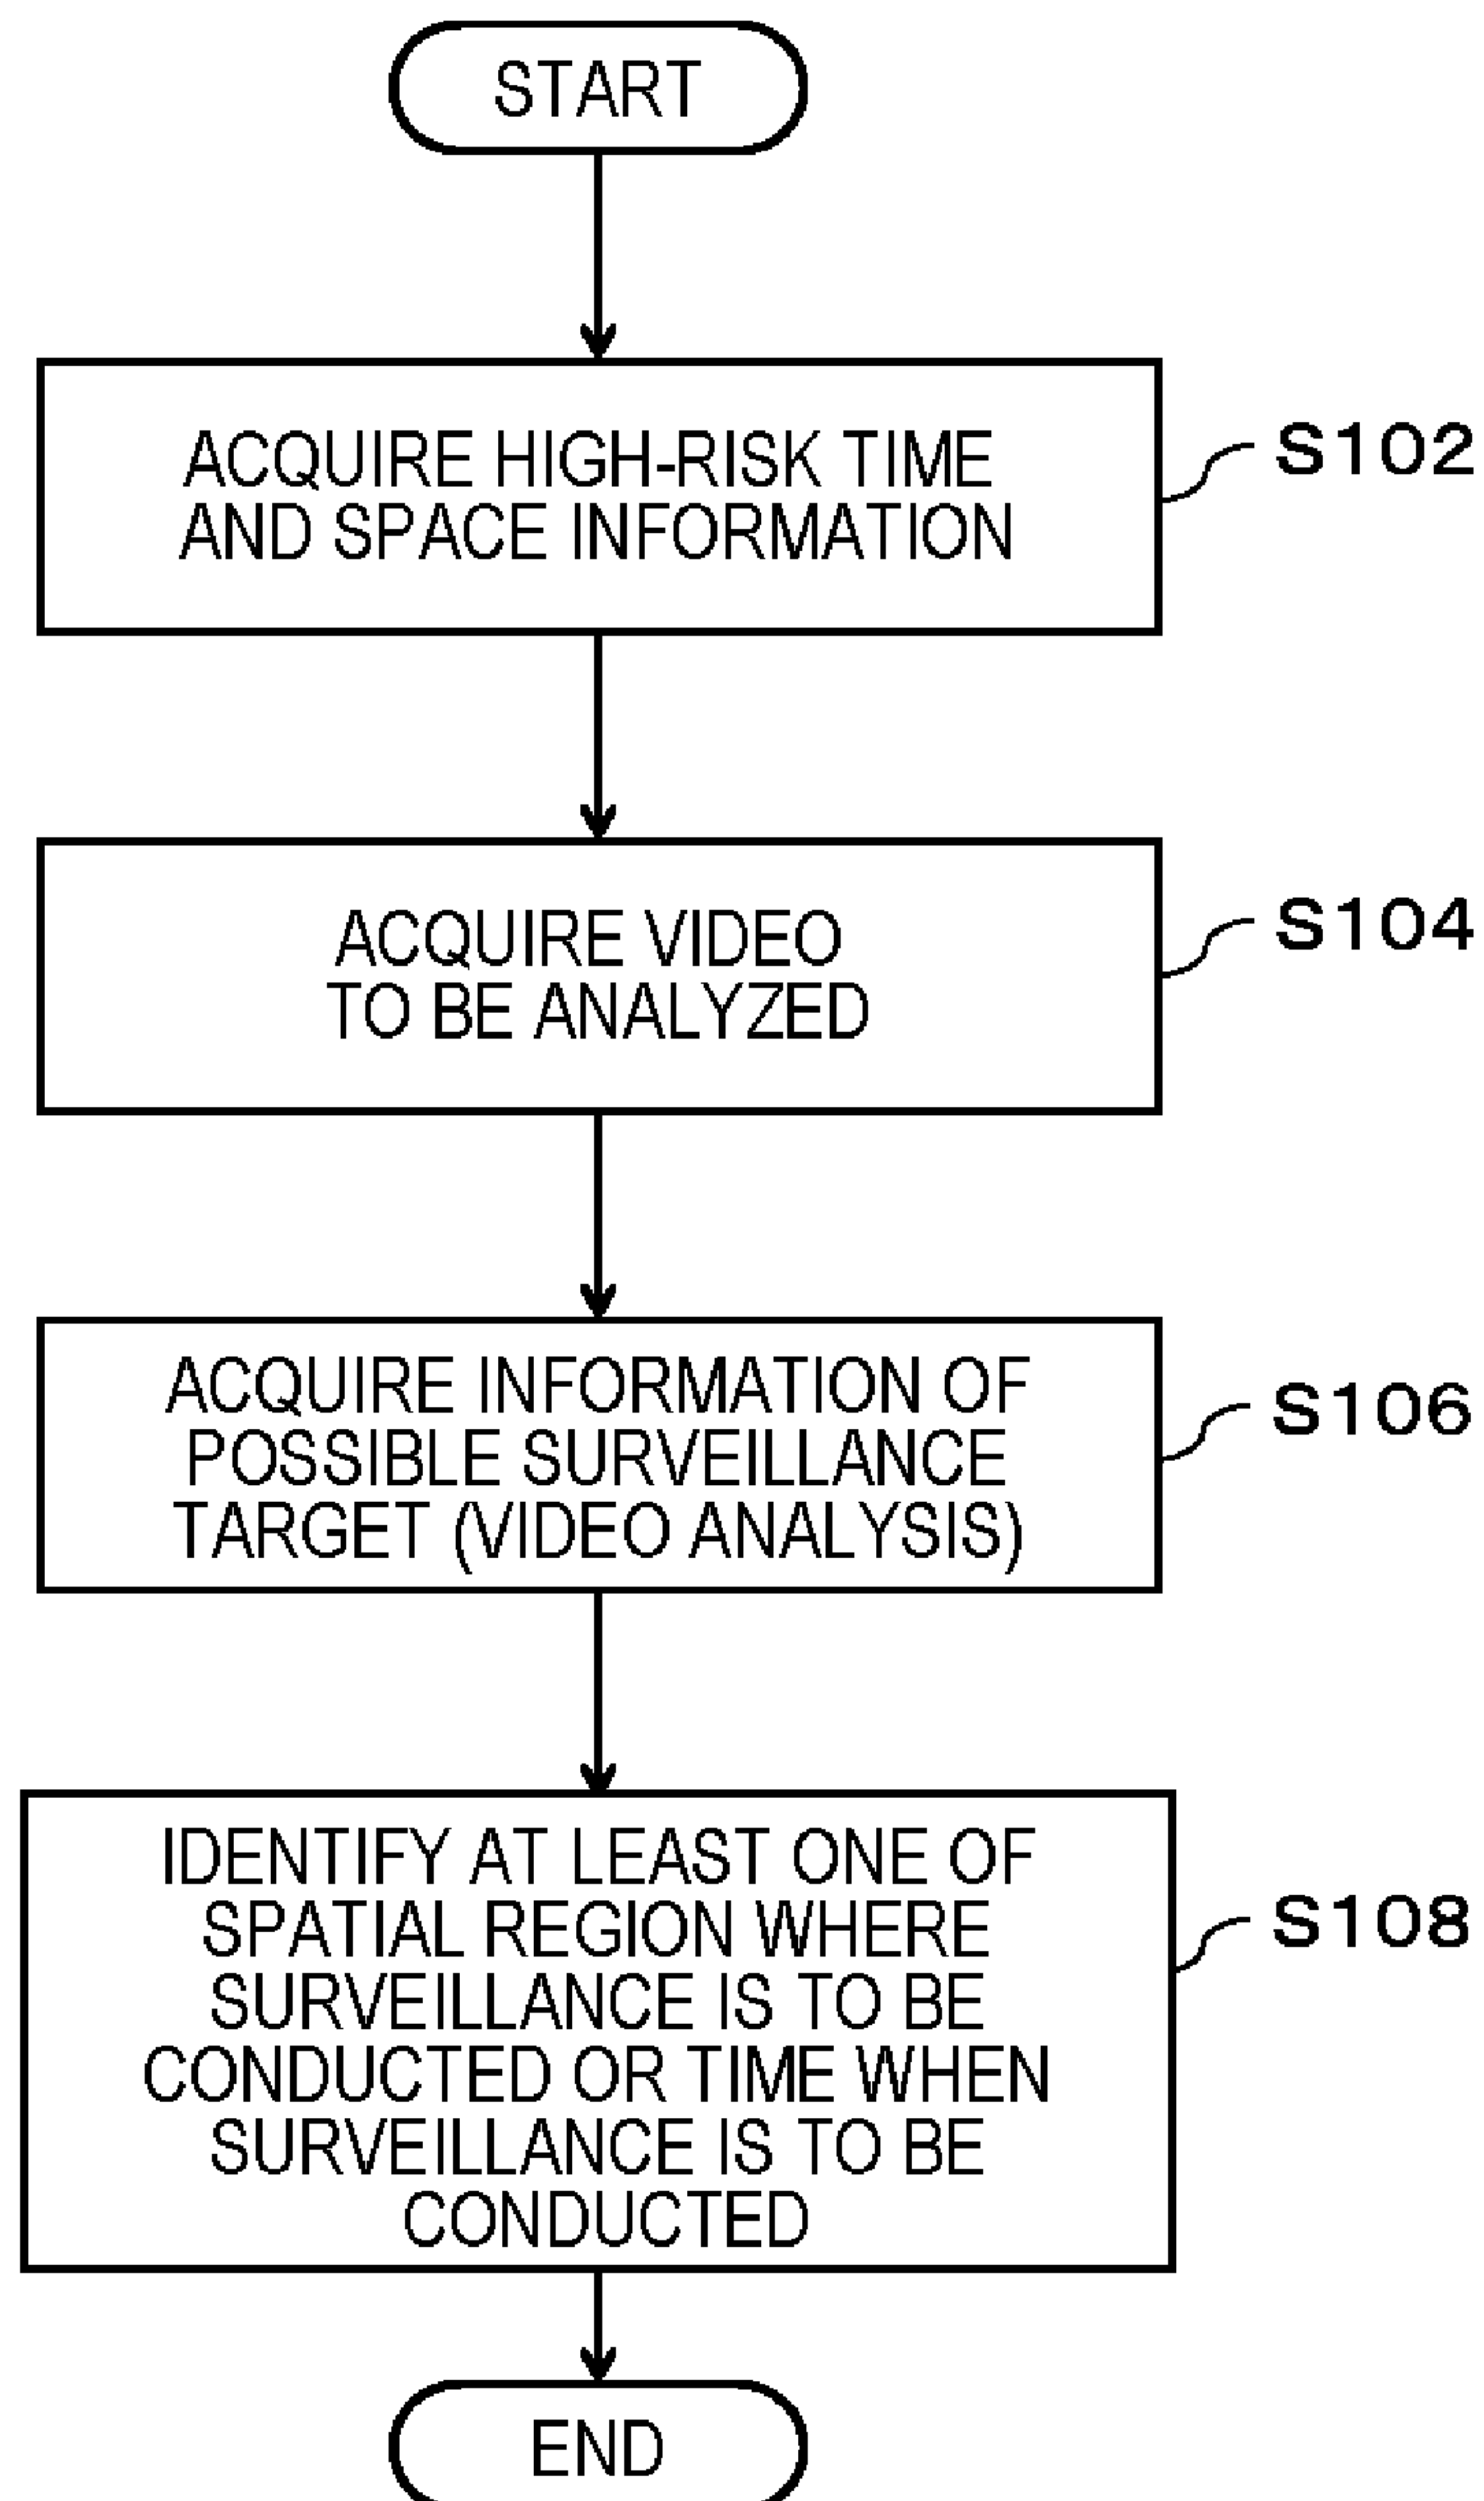 START
ACQUIRE HIGH-RISK TIME
AND SPACE INFORMATION
S102
ACQUIRE VIDEO
TO BE ANALYZED
S104
ACQUIRE INFORMATION OF
POSSIBLE SURVEILLANCE
TARGET (VIDEO ANALYSIS)
S106
IDENTIFY AT LEAST ONE OF
SPATIAL REGION WHERE
SURVEILLANCE IS TO BE
CONDUCTED OR TIME WHEN
SURVEILLANCE IS TO BE
CONDUCTED
S108
END